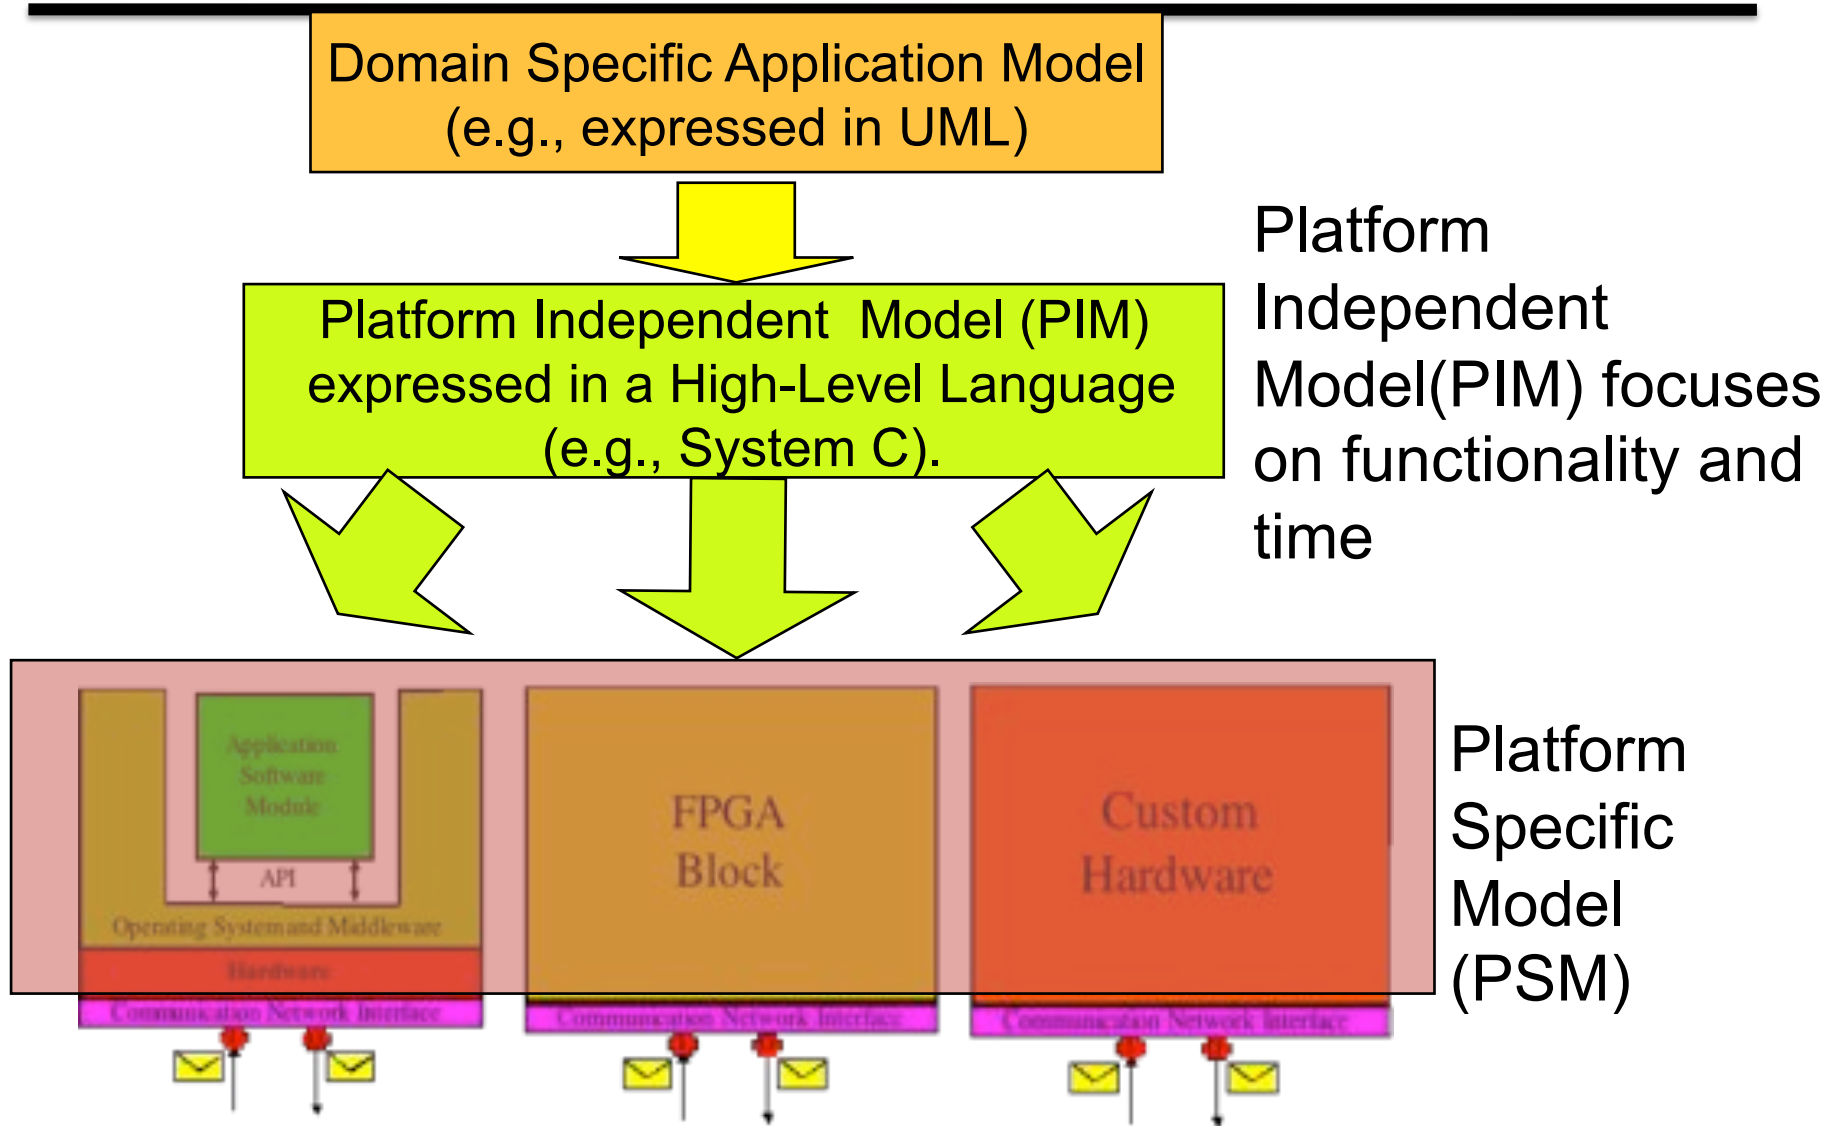 Domain Specific Application Model
(e.g., expressed in UML)
Platform Independent Model (PIM)
expressed in a High-Level Language
(e.g., System C).
Platform
Independent
Model(PIM) focuses
on functionality and
time
Application
Software
Module
API
Operating System and Middleware
Hardware
Communication Network Interface
FPGA
Block
Communication Network Interface
Custom
Hardware
Communication Network Interface
Platform
Specific
Model
(PSM)